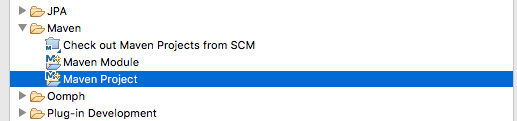 JPA
Maven
Check out Maven Projects from SCM
Maven Module
Maven Project
Oomph
Plug-in Development